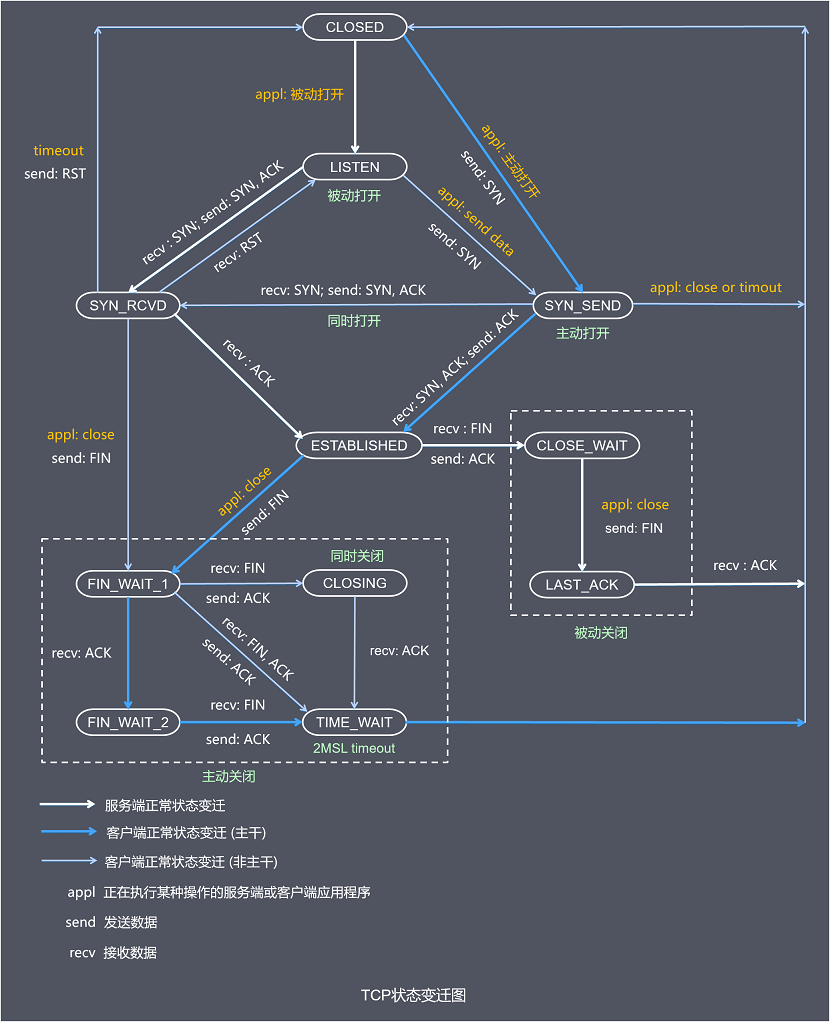 CLOSED
appl: 被动打开
appl: 主动打开
send: SYN
timeout
send: RST
LISTEN
被动打开
recv : SYN; send: SYN, ACK
recv: RST
appl: send data
send: SYN
SYN_RCVD
recv: SYN; send: SYN, ACK
同时打开
SYN_SEND
主动打开
appl: close or timout
recv : ACK
recv: SYN, ACK; send: ACK
appl: close
send: FIN
ESTABLISHED
recv : FIN
send: ACK
CLOSE_WAIT
appl: close
send: FIN
appl: close
send: FIN
LAST_ACK
recv : ACK
被动关闭
同时关闭
FIN_WAIT_1
recv: FIN
send: ACK
CLOSING
recv: ACK
recv: FIN, ACK
send: ACK
recv: ACK
FIN_WAIT_2
recv: FIN
send: ACK
TIME_WAIT
2MSL timeout
主动关闭
服务端正常状态变迁
客户端正常状态变迁 (主干)
客户端正常状态变迁 (非主干)
appl 正在执行某种操作的服务端或客户端应用程序
send 发送数据
recv 接收数据
TCP状态变迁图